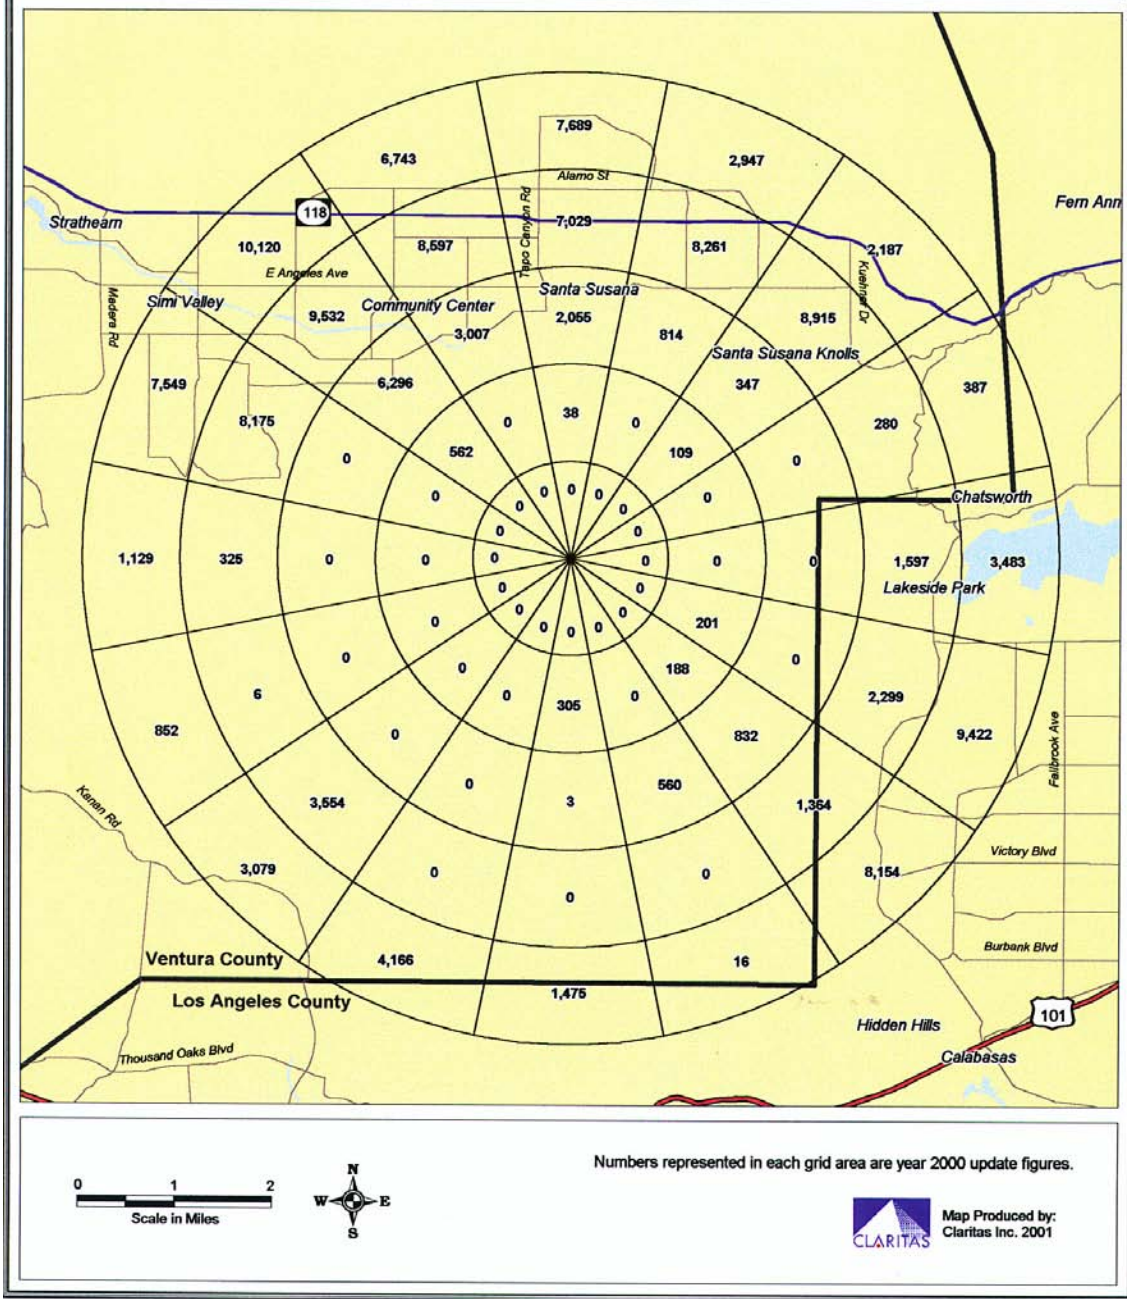 7,689
6,743
2,947
Alamo St
Tapo Canyon Rd
Fern Ann
118
Strathearn
7,029
10,120
8,597
8,261
2,187
E Angeles Ave
Kuehner Dr
Santa Susana
Simi Valley
Community Center
Madera Rd
9,532
2,055
8,915
3,007
814
Santa Susana Knolls
7,549
6,296
347
387
0
38
0
8,175
280
562
109
0
0
0
0
0
0
0
0
0
0
Chatsworth
0
0
0
0
1,129
325
0
0
0
0
0
0
1,597
3,483
Lakeside Park
0
0
0
0
0
201
0
0
0
0
0
188
0
6
0
305
0
2,299
852
0
832
9,422
Fallbrook Ave
0
560
Kanan Rd
3,554
3
1,364
Victory Blvd
3,079
0
0
8,154
0
Burbank Blvd
Ventura County
4,166
16
1,475
Los Angeles County
101
Hidden Hills
Thousand Oaks Blvd
Calabasas
Numbers represented in each grid area are year 2000 update figures.
N
0 1 2
W E
Scale in Miles
S
CLARITAS
Map Produced by:
Claritas Inc. 2001